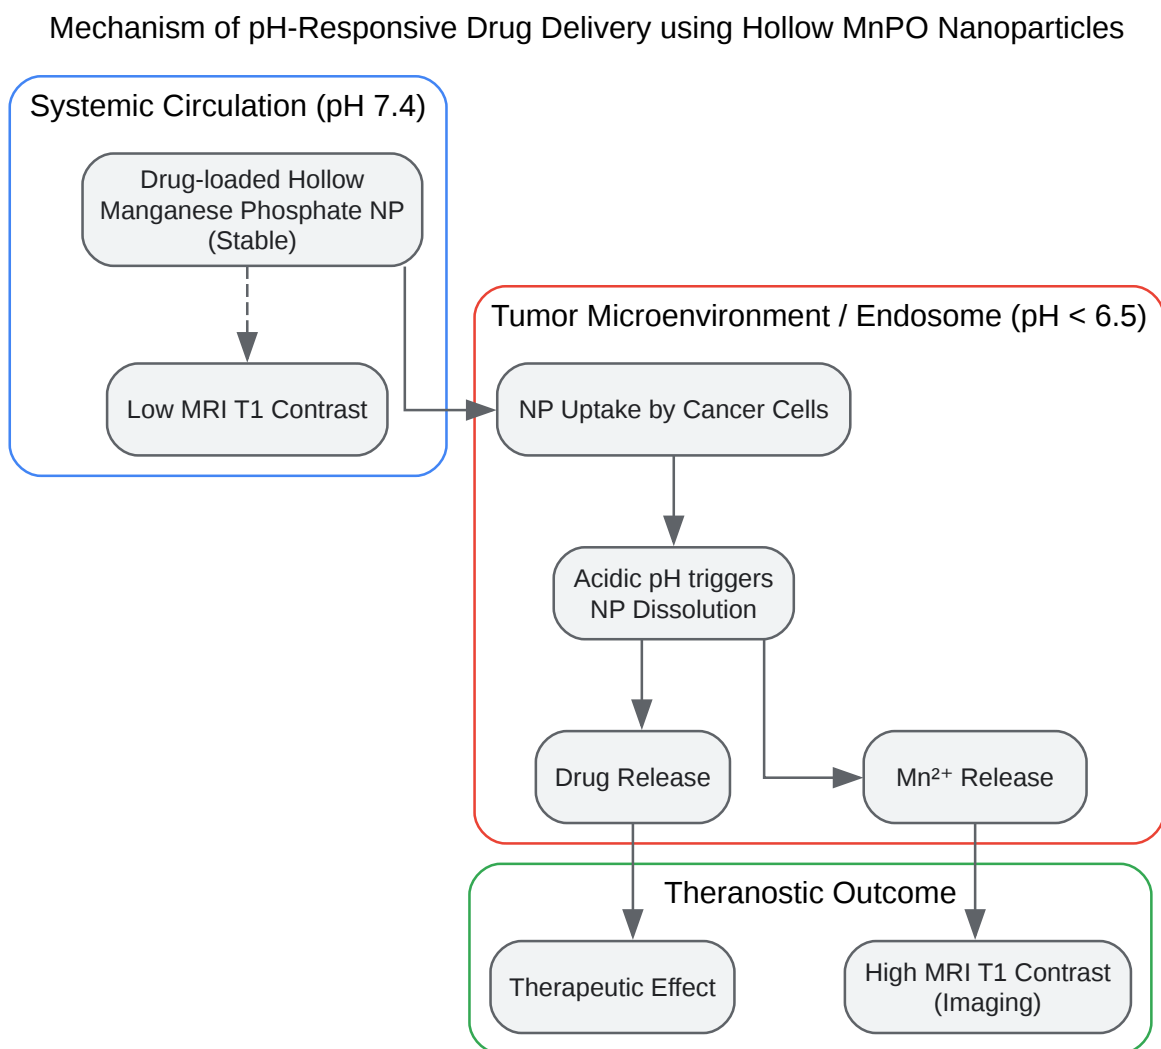 Mechanism of pH-Responsive Drug Delivery using Hollow MnPO Nanoparticles
Systemic Circulation (pH 7.4)
Drug-loaded Hollow
Manganese Phosphate NP
(Stable)
Low MRI T1 Contrast
Tumor Microenvironment / Endosome (pH < 6.5)
NP Uptake by Cancer Cells
Acidic pH triggers
NP Dissolution
Drug Release
Mn²⁺ Release
Theranostic Outcome
Therapeutic Effect
High MRI T1 Contrast
(Imaging)